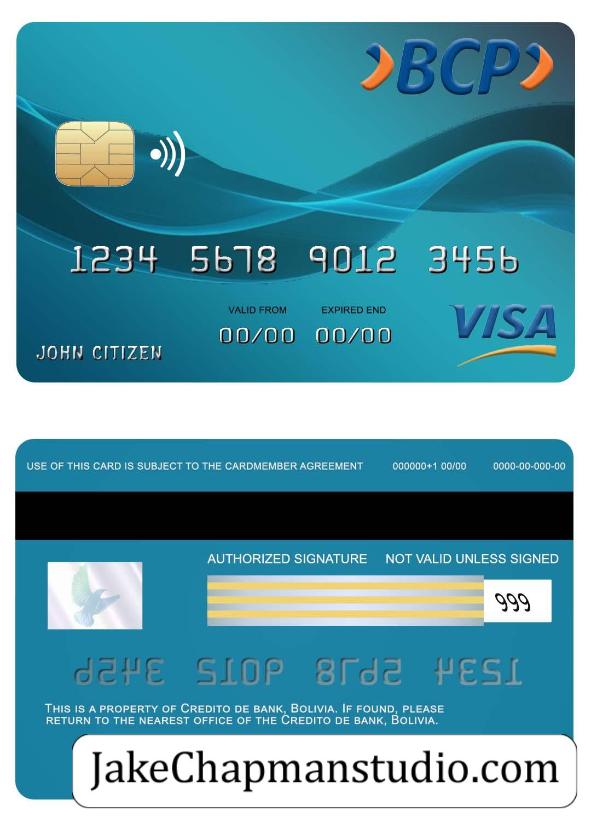 BCP
1234 5678 9012 3456
VALID FROM EXPIRED END
00/00 00/00
VISA
JOHN CITIZEN
USE OF THIS CARD IS SUBJECT TO THE CARDMEMBER AGREEMENT 000000+1 00/00 0000-00-000-00
AUTHORIZED SIGNATURE NOT VALID UNLESS SIGNED
999
THIS IS A PROPERTY OF CREDITO DE BANK, BOLIVIA. IF FOUND, PLEASE
RETURN TO THE NEAREST OFFICE OF THE CREDITO DE BANK, BOLIVIA.
JakeChapmanstudio.com